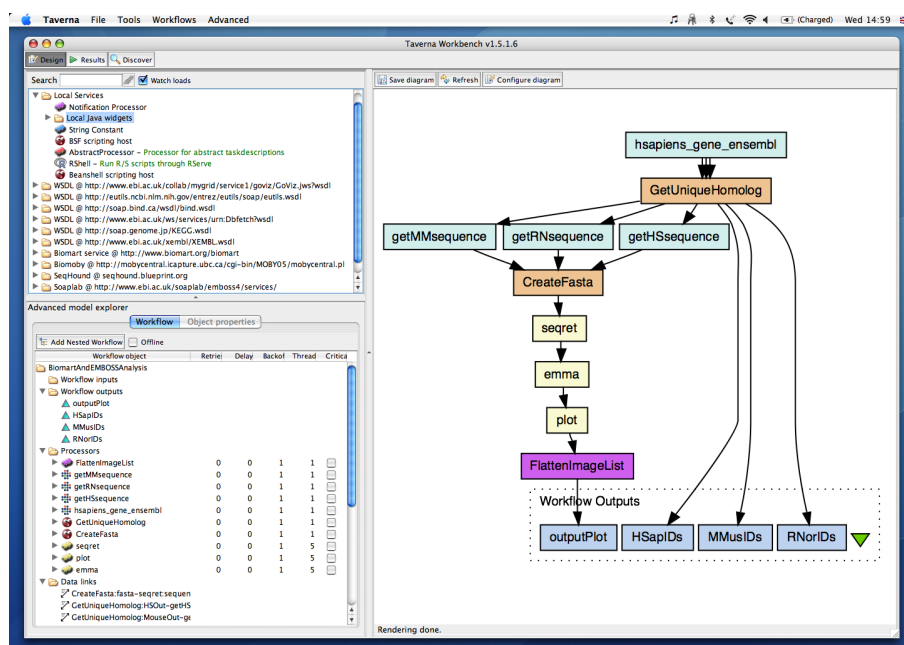 Taverna File Tools Workflows Advanced (Charged) Wed 14:59
Taverna Workbench v1.5.1.6
Design Results Discover
Search Watch loads
Local Services
Notification Processor
Local Java widgets
String Constant
BSF scripting host
AbstractProcessor - Processor for abstract taskdescriptions
RShell - Run R/S scripts through RServe
Beanshell scripting host
WSDL @ http://www.ebi.ac.uk/collab/mygrid/service1/goviz/GoViz.jws?wsdl
WSDL @ http://eutils.ncbi.nlm.nih.gov/entrez/eutils/soap/eutils.wsdl
WSDL @ http://soap.bind.ca/wsdl/bind.wsdl
WSDL @ http://www.ebi.ac.uk/ws/services/urn:Dbfetch?wsdl
WSDL @ http://soap.genome.jp/KEGG.wsdl
WSDL @ http://www.ebi.ac.uk/xembl/XEMBL.wsdl
Biomart service @ http://www.biomart.org/biomart
Biomoby @ http://mobycentral.icapture.ubc.ca/cgi-bin/MOBY05/mobycentral.pl
SeqHound @ seqhound.blueprint.org
Soaplab @ http://www.ebi.ac.uk/soaplab/emboss4/services/
Advanced model explorer
Workflow Object properties
Add Nested Workflow Offline
Workflow object Retrie Delay Backof Thread Critica
BiomartAndEMBOSSAnalysis
Workflow inputs
Workflow outputs
outputPlot
HSapIDs
MMusIDs
RNorIDs
Processors
FlattenImageList 0 0 1 1
getMMsequence 0 0 1 1
getRNsequence 0 0 1 1
getHSsequence 0 0 1 1
hsapiens_gene_ensembl 0 0 1 1
GetUniqueHomolog 0 0 1 1
CreateFasta 0 0 1 1
seqret 0 0 1 5
plot 0 0 1 5
emma 0 0 1 5
Data links
CreateFasta:fasta-seqret:sequen
GetUniqueHomolog:HSOut-getHS
GetUniqueHomolog:MouseOut-ge
Save diagram Refresh Configure diagram
hsapiens_gene_ensembl
GetUniqueHomolog
getMMsequence getRNsequence getHSsequence
CreateFasta
seqret
emma
plot
FlattenImageList
Workflow Outputs
outputPlot HSapIDs MMusIDs RNorIDs
Rendering done.